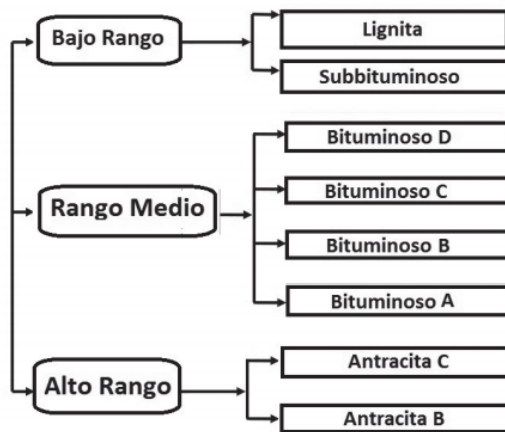 Bajo Rango
Lignita
Subbituminoso
Rango Medio
Bituminoso D
Bituminoso C
Bituminoso B
Bituminoso A
Alto Rango
Antracita C
Antracita B